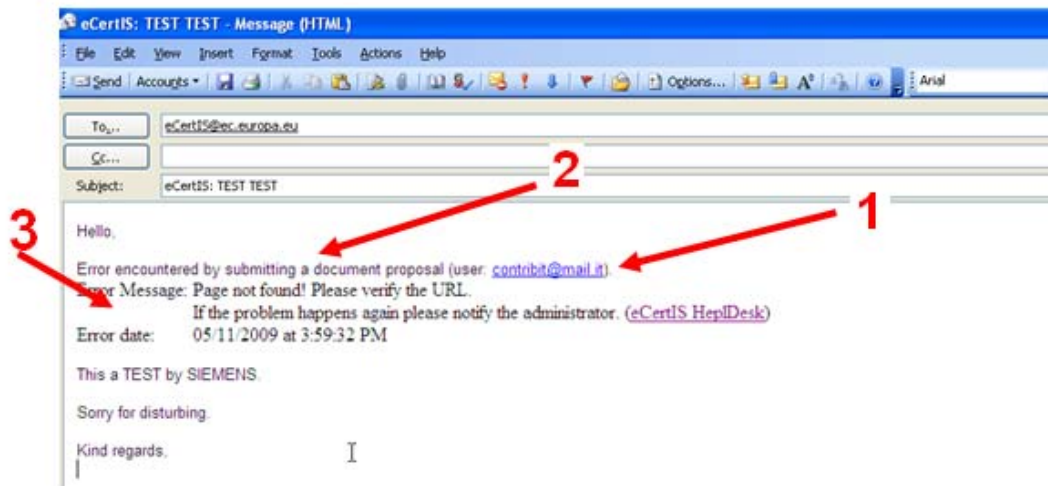 eCertIS: TEST TEST - Message (HTML)
File Edit View Insert Format Tools Actions Help
Send Accounts Options... Arial
To... eCertIS@ec.europa.eu
Cc...
Subject: eCertIS: TEST TEST
2
1
3
Hello,
Error encountered by submitting a document proposal (user: contribit@mail.it).
Error Message: Page not found! Please verify the URL.
If the problem happens again please notify the administrator. (eCertIS HeplDesk)
Error date: 05/11/2009 at 3:59:32 PM
This a TEST by SIEMENS.
Sorry for disturbing.
Kind regards,